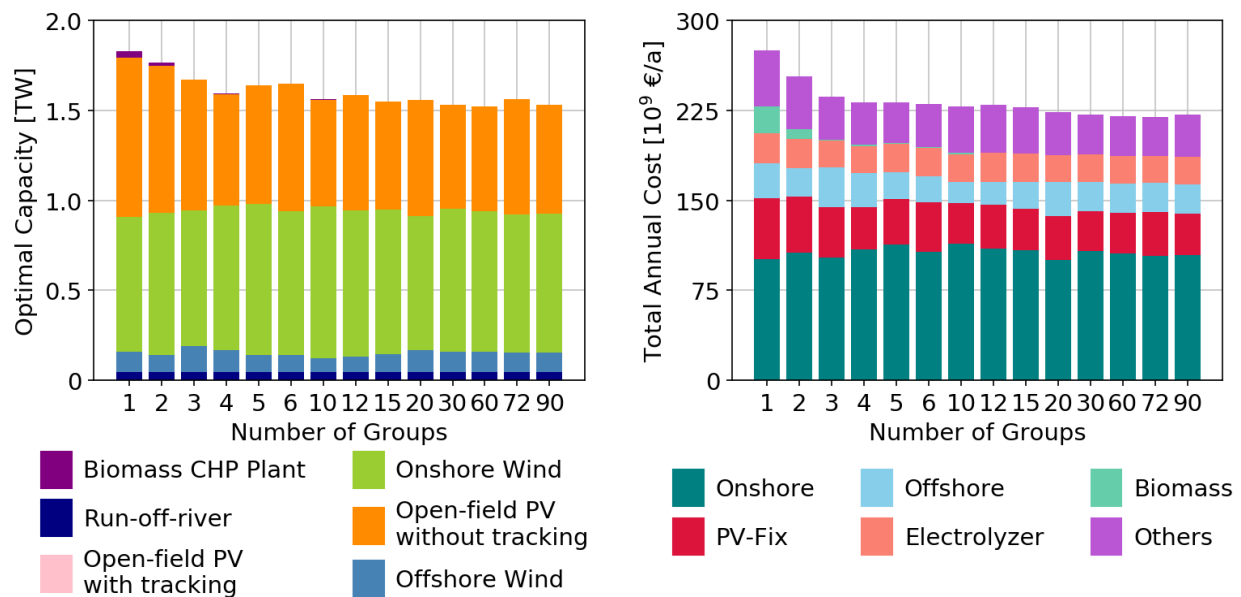 Optimal Capacity [TW]
2.0
1.5
1.0
0.5
0
1 2 3 4 5 6 10 12 15 20 30 60 72 90
Number of Groups
Biomass CHP Plant
Run-off-river
Open-field PV
with tracking
Onshore Wind
Open-field PV
without tracking
Offshore Wind
Total Annual Cost [10⁹ €/a]
300
225
150
75
0
1 2 3 4 5 6 10 12 15 20 30 60 72 90
Number of Groups
Onshore
PV-Fix
Offshore
Electrolyzer
Biomass
Others